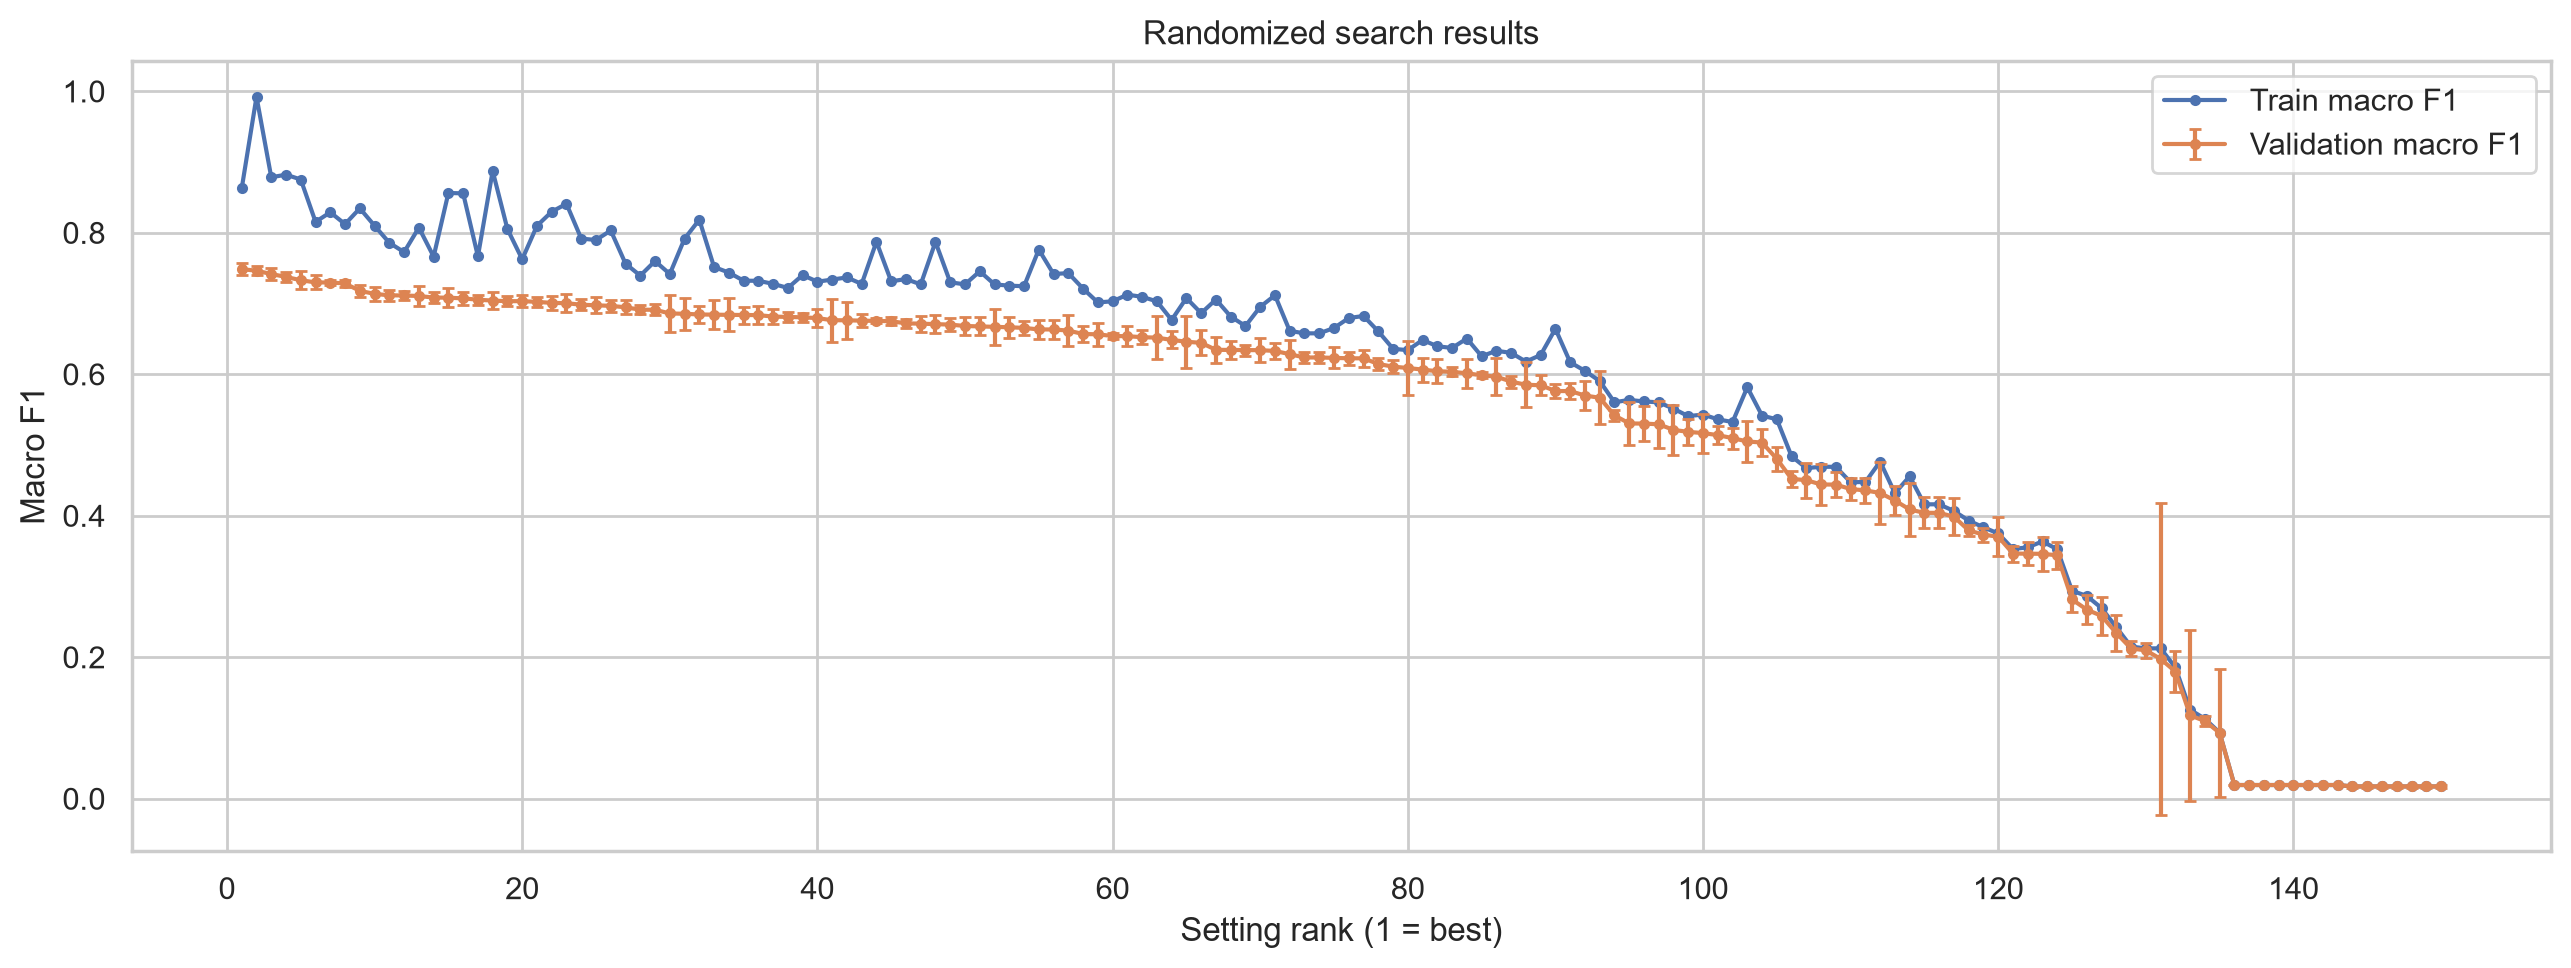 Randomized search results
Train macro F1
Validation macro F1
Macro F1
1.0
0.8
0.6
0.4
0.2
0.0
0
20
40
60
80
100
120
140
Setting rank (1 = best)